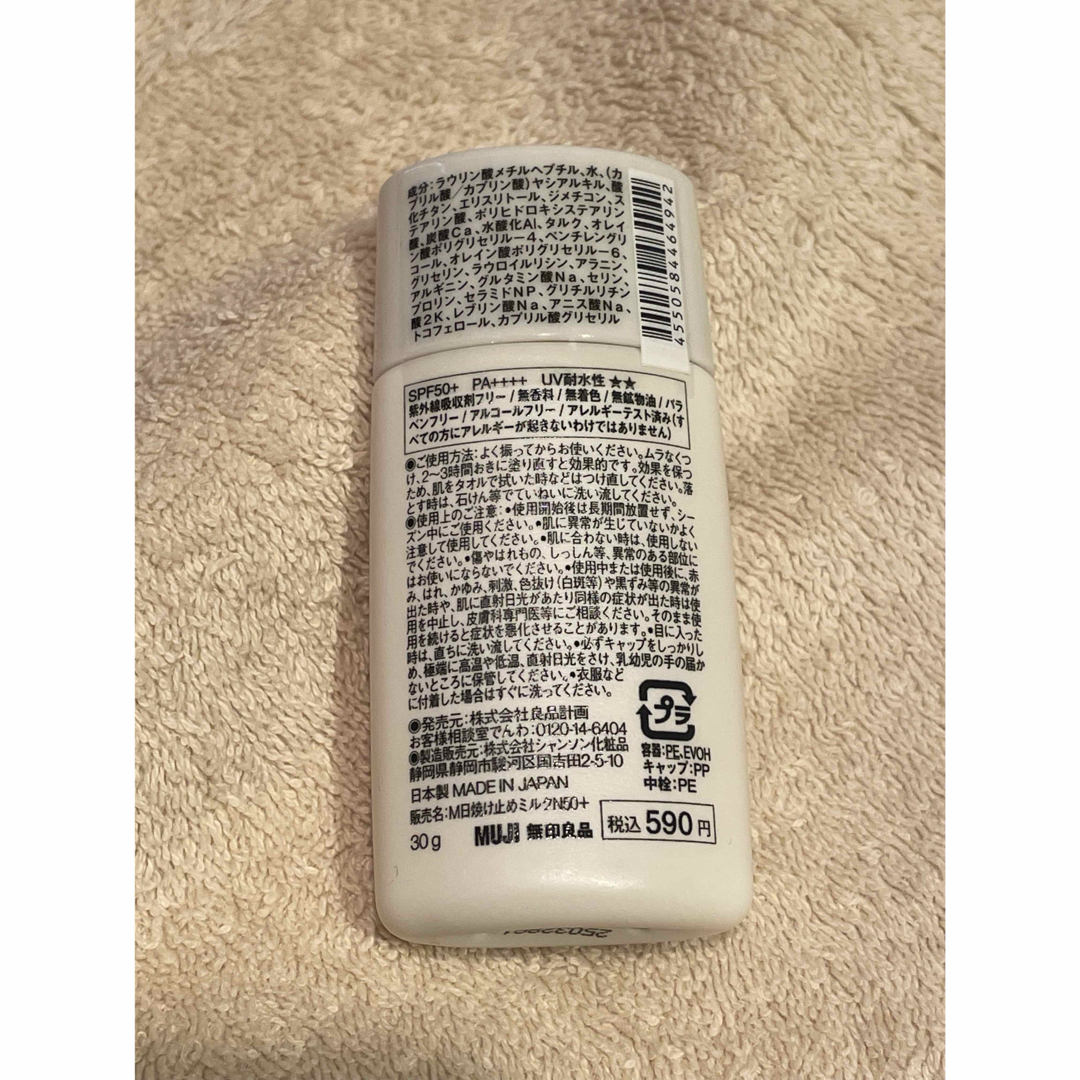 成分:ラウリン酸メチルヘプチル、水、(カ
プリル酸/カプリン酸)ヤシアルキル、酸
化チタン、エリスリトール、ジメチコン、ス
テアリン酸、ポリヒドロキシステアリン
酸、炭酸Ca、水酸化Al、タルク、オレイ
ン酸ポリグリセリル-4、ペンチレングリ
コール、オレイン酸ポリグリセリル-6、
グリセリン、ラウロイルリシン、アラニン、
アルギニン、グルタミン酸Na、セリン、
プロリン、セラミドNP、グリチルリチン
酸2K、レブリン酸Na、アニス酸Na、
トコフェロール、カプリル酸グリセリル
4550584464942
SPF50+ PA++++ UV耐水性★★
紫外線吸収剤フリー/無香料/無着色/無鉱物油/パラ
ベンフリー/アルコールフリー/アレルギーテスト済み(す
べての方にアレルギーが起きないわけではありません)
●ご使用方法:よく振ってからお使いください。ムラなくつ
け、2〜3時間おきに塗り直すと効果的です。効果を保つ
ため、肌をタオルで拭いた時などはつけ直してください。落
とす時は、石けん等でていねいに洗い流してください。
●使用上のご注意:•使用開始後は長期間放置せず、シー
ズン中にご使用ください。•肌に異常が生じていないかよく
注意して使用してください。•肌に合わない時は、使用しない
でください。•傷やはれもの、しっしん等、異常のある部位に
はお使いにならないでください。•使用中または使用後に、赤
み、はれ、かゆみ、刺激、色抜け(白斑等)や黒ずみ等の異常が
出た時や、肌に直射日光があたり同様の症状が出た時は使
用を中止し、皮膚科専門医等にご相談ください。そのまま使
用を続けると症状を悪化させることがあります。•目に入った
時は、直ちに洗い流してください。•必ずキャップをしっかりし
め、極端に高温や低温、直射日光をさけ、乳幼児の手の届か
ないところに保管してください。•衣服など
に付着した場合はすぐに洗ってください。
●発売元:株式会社良品計画
お客様相談室でんわ:0120-14-6404
●製造販売元:株式会社シャンソン化粧品
静岡県静岡市駿河区国吉田2-5-10
日本製 MADE IN JAPAN
販売名:M日焼け止めミルク2N50+
30g MUJI 無印良品
税込590円
プラ
容器:PE、EVOH
キャップ:PP
中栓:PE